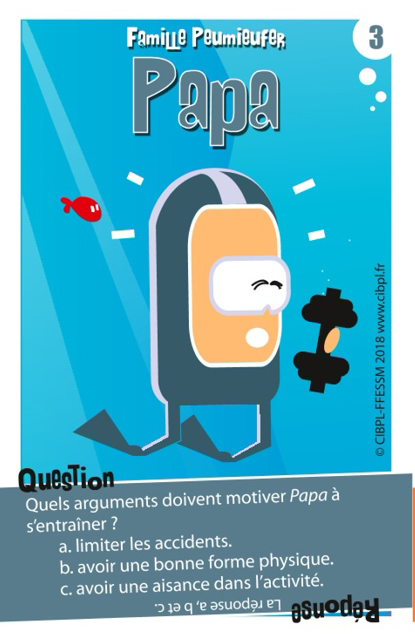 Famille Peumieufer
3
Papa
© CIBPL-FFESSM 2018 www.cibpl.fr
Question
Quels arguments doivent motiver Papa à
s'entraîner ?
a. limiter les accidents.
b. avoir une bonne forme physique.
c. avoir une aisance dans l'activité.
Réponse
La réponse a, b et c.